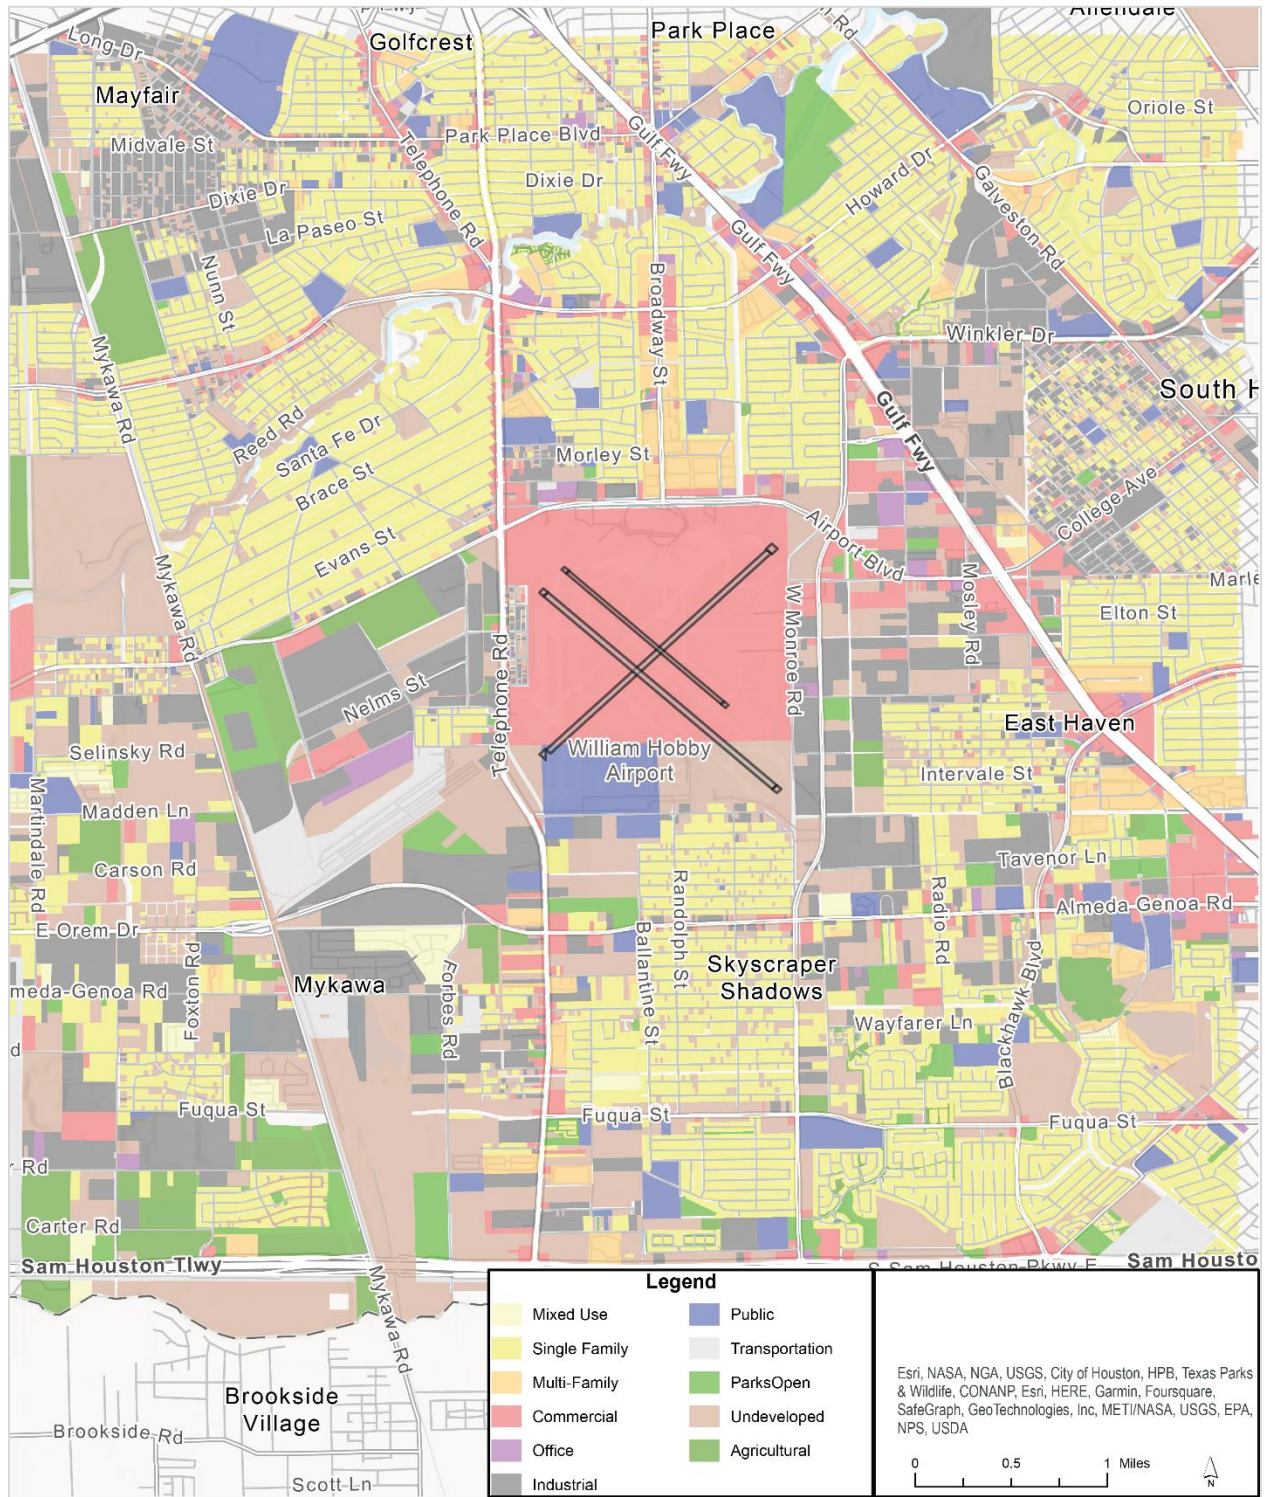 Allendale
Park Place
Golfcrest
Long Dr
Mayfair
Oriole St
Midvale St
Park Place Blvd
Gulf Fwy
Telephone Rd
Dixie Dr
Howard Dr
Galveston Rd
Dixie Dr
La Paseo St
Gulf Fwy
Nunn St
Broadway St
Winkler Dr
Mykawa Rd
South H
Gulf Fwy
Reed Rd
Santa Fe Dr
Morley St
Brace St
College Ave
Evans St
Airport Blvd
Mykawa Rd
Mosley Rd
Marle
W Monroe Rd
Elton St
Telephone Rd
Nelms St
East Haven
Selinsky Rd
William Hobby
Airport
Intervale St
Martindale Rd
Madden Ln
Tavenor Ln
Carson Rd
Randolph St
Radio Rd
Almeda-Genoa Rd
E Orem Dr
Ballantine St
Foxton Rd
Mykawa
Forbes Rd
Skyscraper
Shadows
Blackhawk Blvd
meda-Genoa Rd
Wayfarer Ln
d
Fuqua St
Fuqua St
Fuqua St
r Rd
Carter Rd
Sam Houston Tlwy
S Sam Houston Pkwy E
Sam Housto
Mykawa Rd
Brookside
Village
Brookside Rd
Scott Ln
Legend
Mixed Use
Single Family
Multi-Family
Commercial
Office
Industrial
Public
Transportation
ParksOpen
Undeveloped
Agricultural
Esri, NASA, NGA, USGS, City of Houston, HPB, Texas Parks
& Wildlife, CONANP, Esri, HERE, Garmin, Foursquare,
SafeGraph, GeoTechnologies, Inc, METI/NASA, USGS, EPA,
NPS, USDA
0 0.5 1 Miles
N